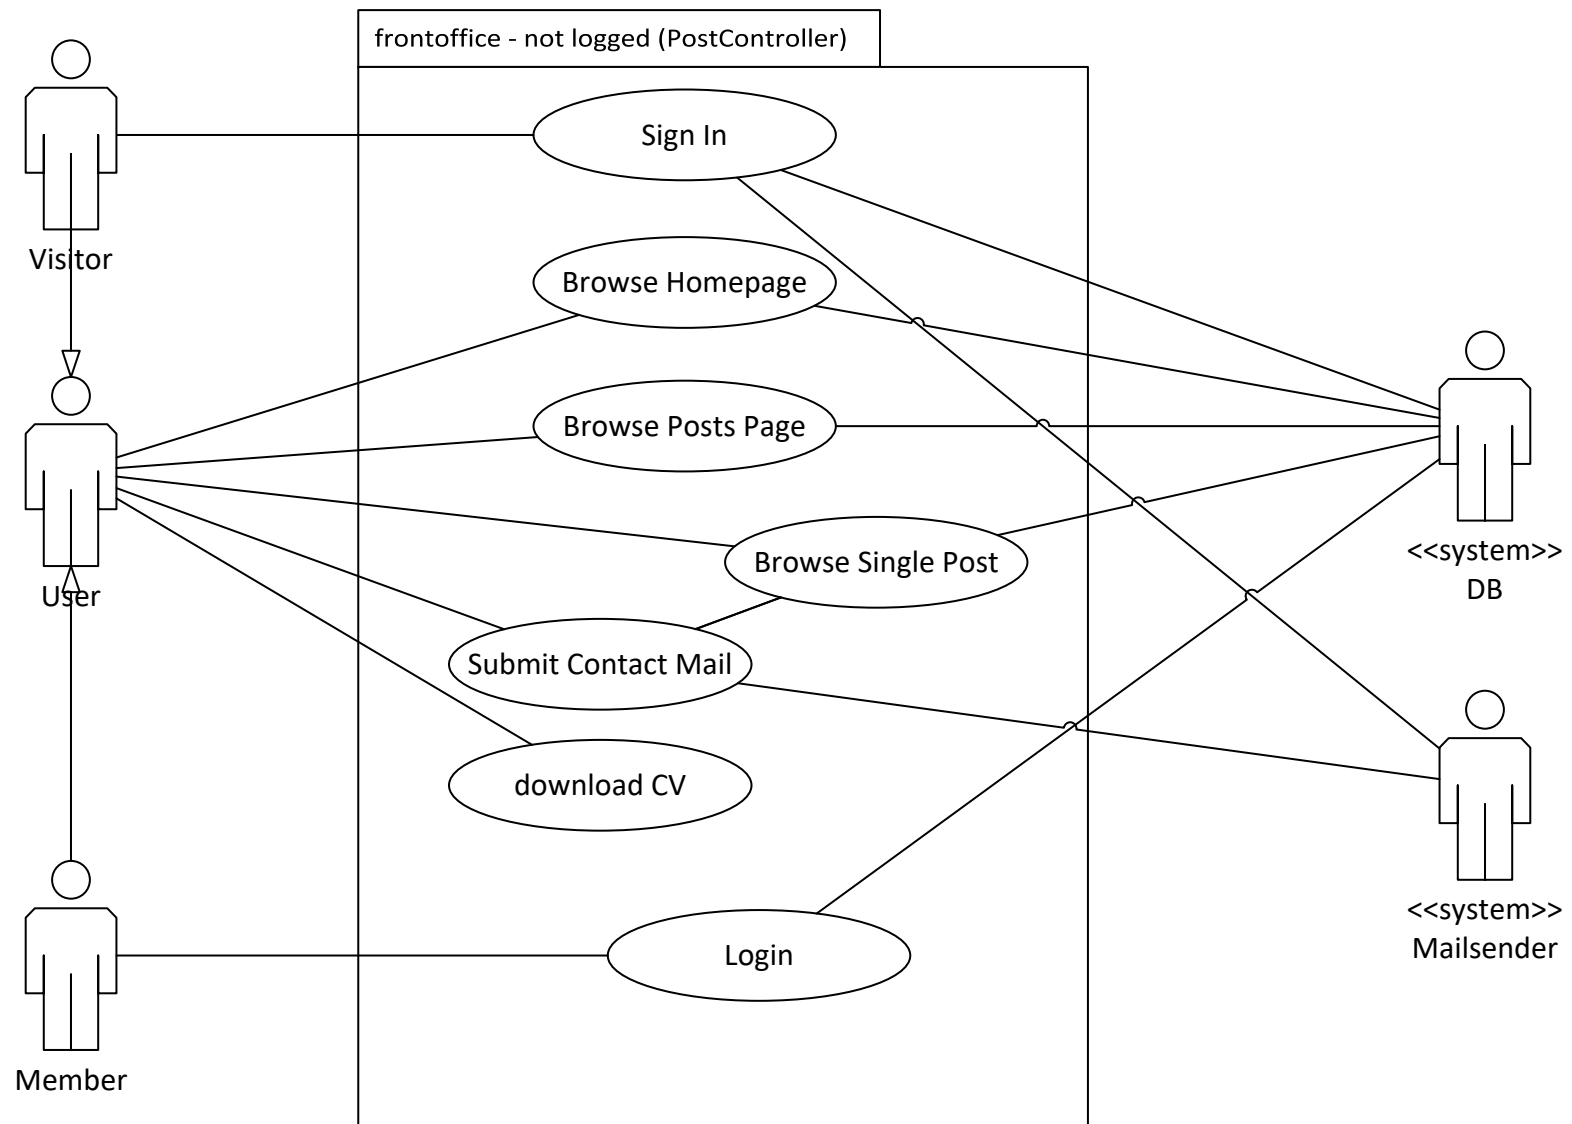 frontoffice - not logged (PostController)
Sign In
Visitor
Browse Homepage
Browse Posts Page
Browse Single Post
<<system>>
DB
User
Submit Contact Mail
download CV
<<system>>
Mailsender
Login
Member